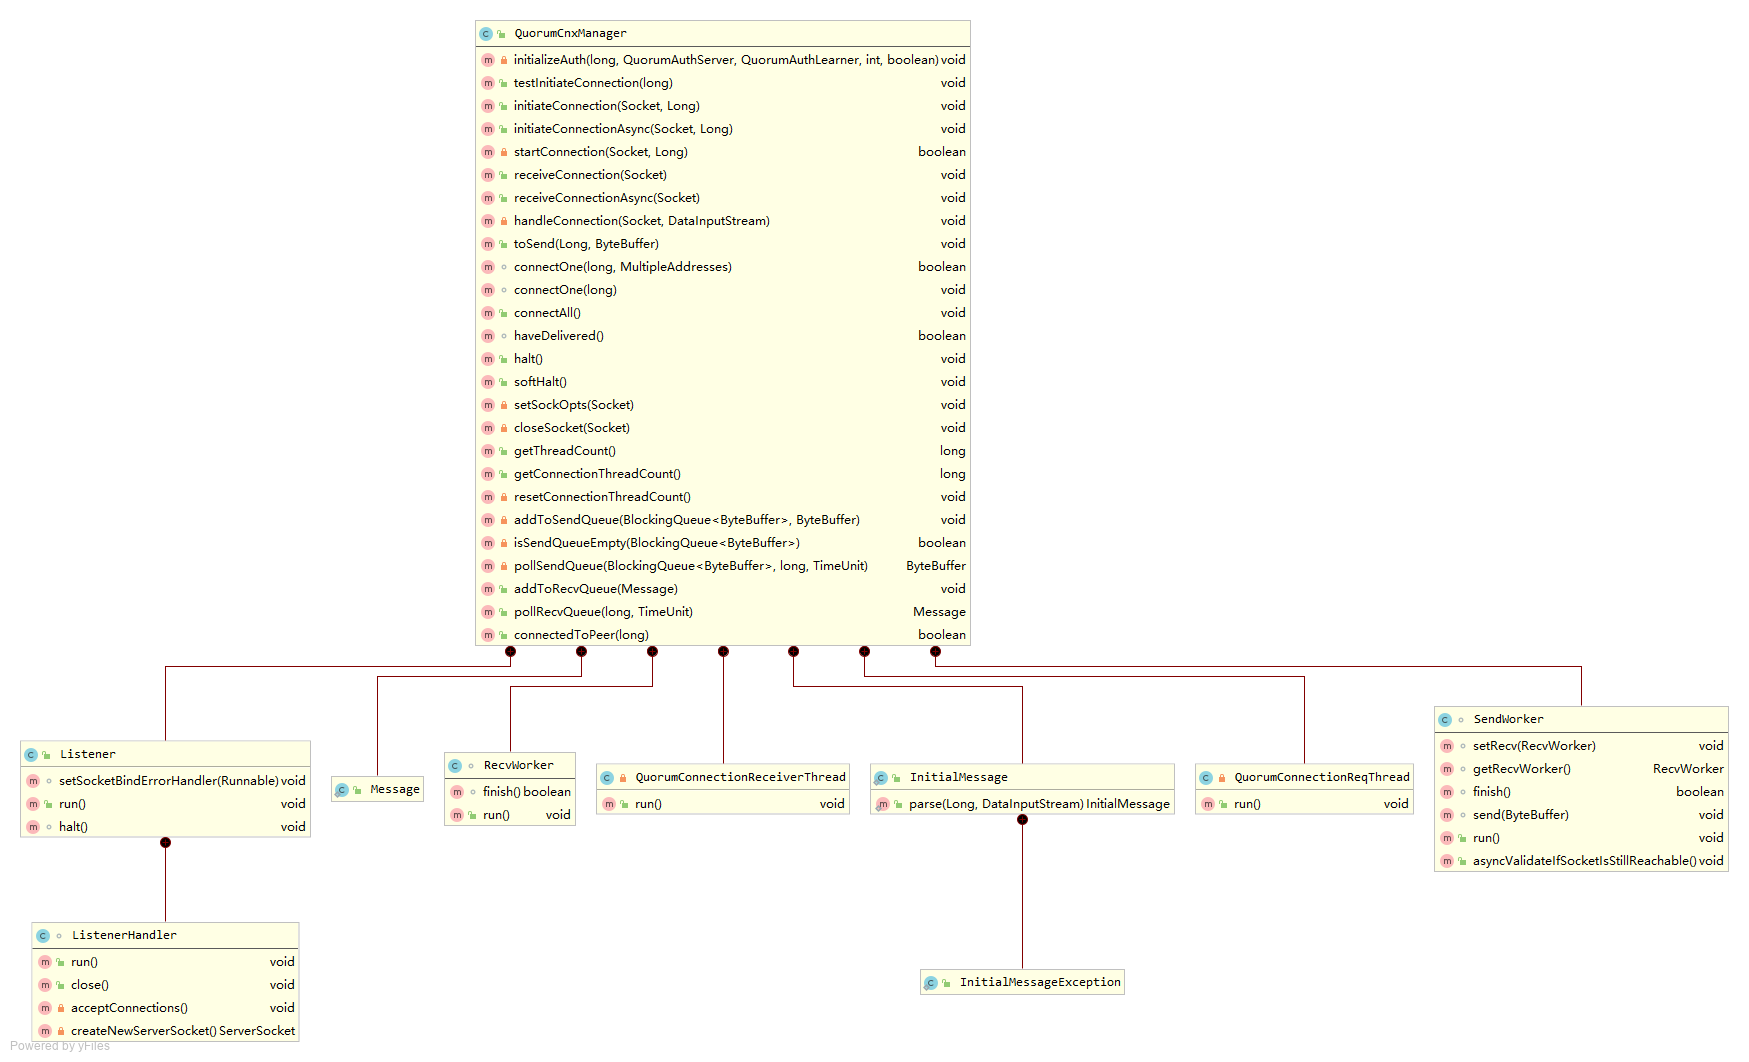 QuorumCnxManager
initializeAuth(long, QuorumAuthServer, QuorumAuthLearner, int, boolean) void
testInitiateConnection(long) void
initiateConnection(Socket, Long) void
initiateConnectionAsync(Socket, Long) void
startConnection(Socket, Long) boolean
receiveConnection(Socket) void
receiveConnectionAsync(Socket) void
handleConnection(Socket, DataInputStream) void
toSend(Long, ByteBuffer) void
connectOne(long, MultipleAddresses) boolean
connectOne(long) void
connectAll() void
haveDelivered() boolean
halt() void
softHalt() void
setSockOpts(Socket) void
closeSocket(Socket) void
getThreadCount() long
getConnectionThreadCount() long
resetConnectionThreadCount() void
addToSendQueue(BlockingQueue<ByteBuffer>, ByteBuffer) void
isSendQueueEmpty(BlockingQueue<ByteBuffer>) boolean
pollSendQueue(BlockingQueue<ByteBuffer>, long, TimeUnit) ByteBuffer
addToRecvQueue(Message) void
pollRecvQueue(long, TimeUnit) Message
connectedToPeer(long) boolean
Listener
setSocketBindErrorHandler(Runnable) void
run() void
halt() void
Message
RecvWorker
finish() boolean
run() void
QuorumConnectionReceiverThread
run() void
InitialMessage
parse(Long, DataInputStream) InitialMessage
QuorumConnectionReqThread
run() void
SendWorker
setRecv(RecvWorker) void
getRecvWorker() RecvWorker
finish() boolean
send(ByteBuffer) void
run() void
asyncValidateIfSocketIsStillReachable() void
ListenerHandler
run() void
close() void
acceptConnections() void
createNewServerSocket() ServerSocket
InitialMessageException
Powered by yFiles